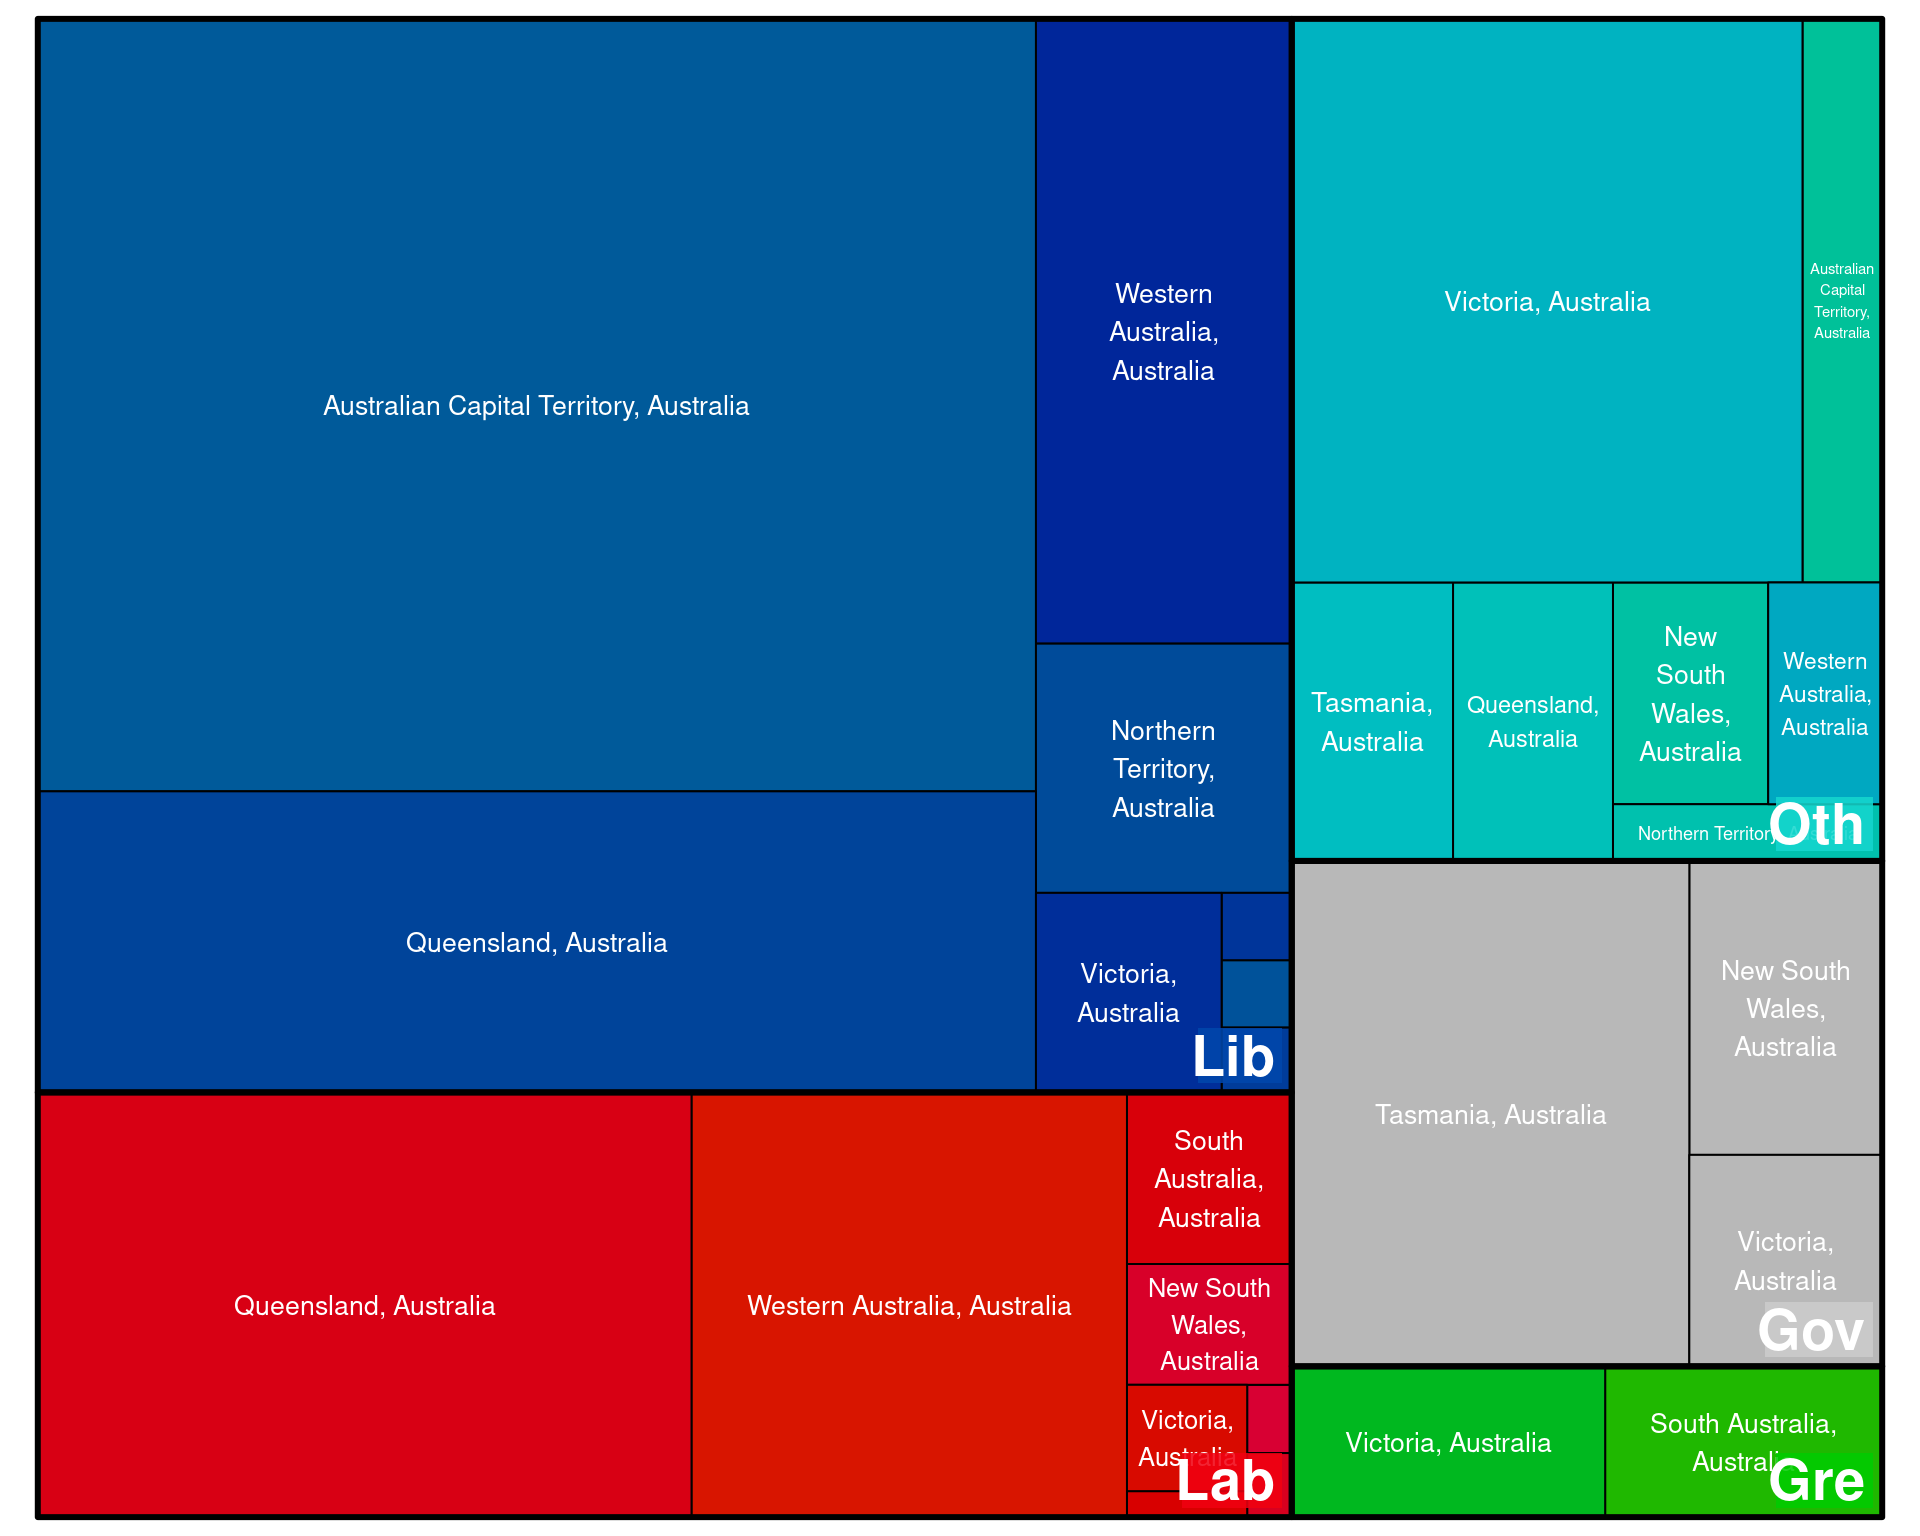 Australian Capital Territory, Australia
Western
Australia,
Australia
Northern
Territory,
Australia
Queensland, Australia
Victoria,
Australia
Lib
Queensland, Australia
Western Australia, Australia
South
Australia,
Australia
New South
Wales,
Australia
Victoria,
Australia
Lab
Victoria, Australia
Australian
Capital
Territory,
Australia
Tasmania,
Australia
Queensland,
Australia
New
South
Wales,
Australia
Western
Australia,
Australia
Northern Territory
Oth
Tasmania, Australia
New South
Wales,
Australia
Victoria,
Australia
Gov
Victoria, Australia
South Australia,
Australia
Gre